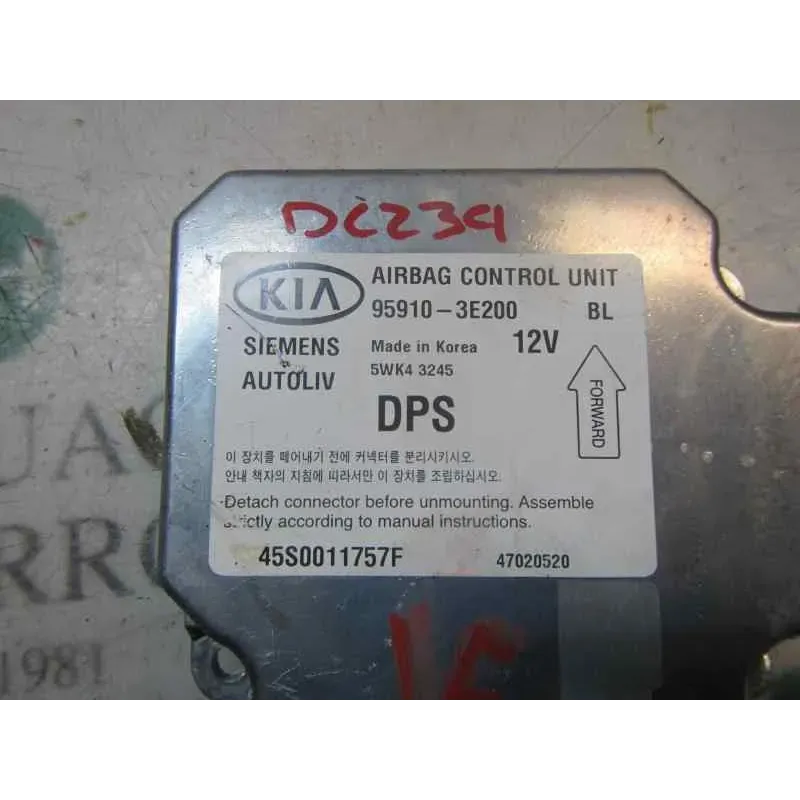 DC239
KIA
AIRBAG CONTROL UNIT
95910-3E200 BL
SIEMENS
AUTOLIV
Made in Korea 12V
5WK4 3245
DPS
FORWARD
이 장치를 떼어내기 전에 커넥터를 분리시키시오.
안내 책자의 지침에 따라서만 이 장치를 조립하십시오.
Detach connector before unmounting. Assemble
strictly according to manual instructions.
45S0011757F 47020520
1981